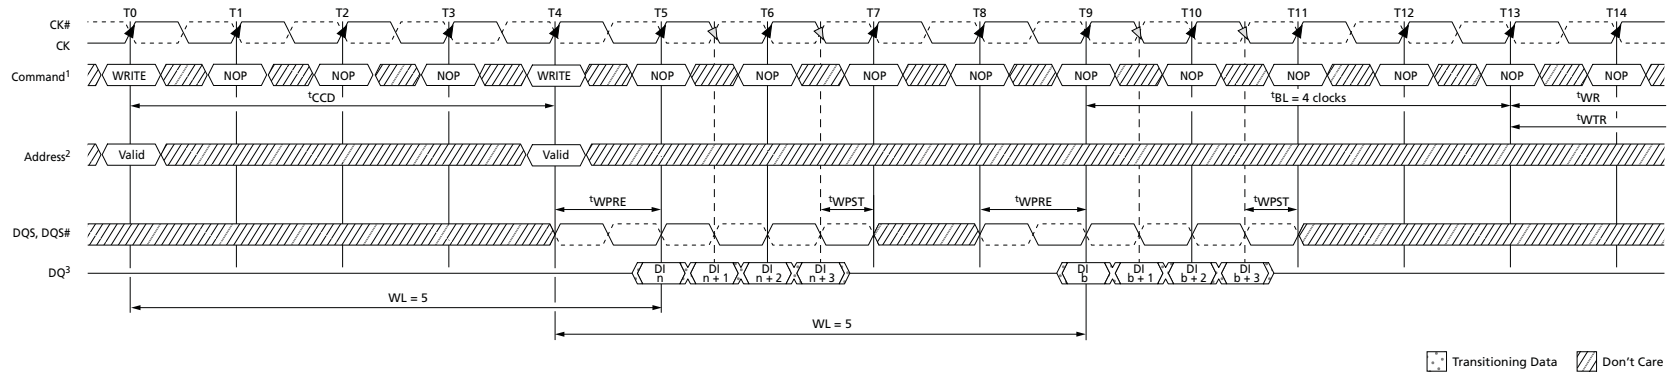 T0 T1 T2 T3 T4 T5 T6 T7 T8 T9 T10 T11 T12 T13 T14
CK#
CK
Command1 WRITE NOP NOP NOP WRITE NOP NOP NOP NOP NOP NOP NOP NOP NOP NOP
tCCD tBL = 4 clocks tWR
tWTR
Address2 Valid Valid
tWPRE tWPST tWPRE tWPST
DQS, DQS#
DQ3 DI n DI n + 1 DI n + 2 DI n + 3 DI b DI b + 1 DI b + 2 DI b + 3
WL = 5
WL = 5
Transitioning Data Don't Care